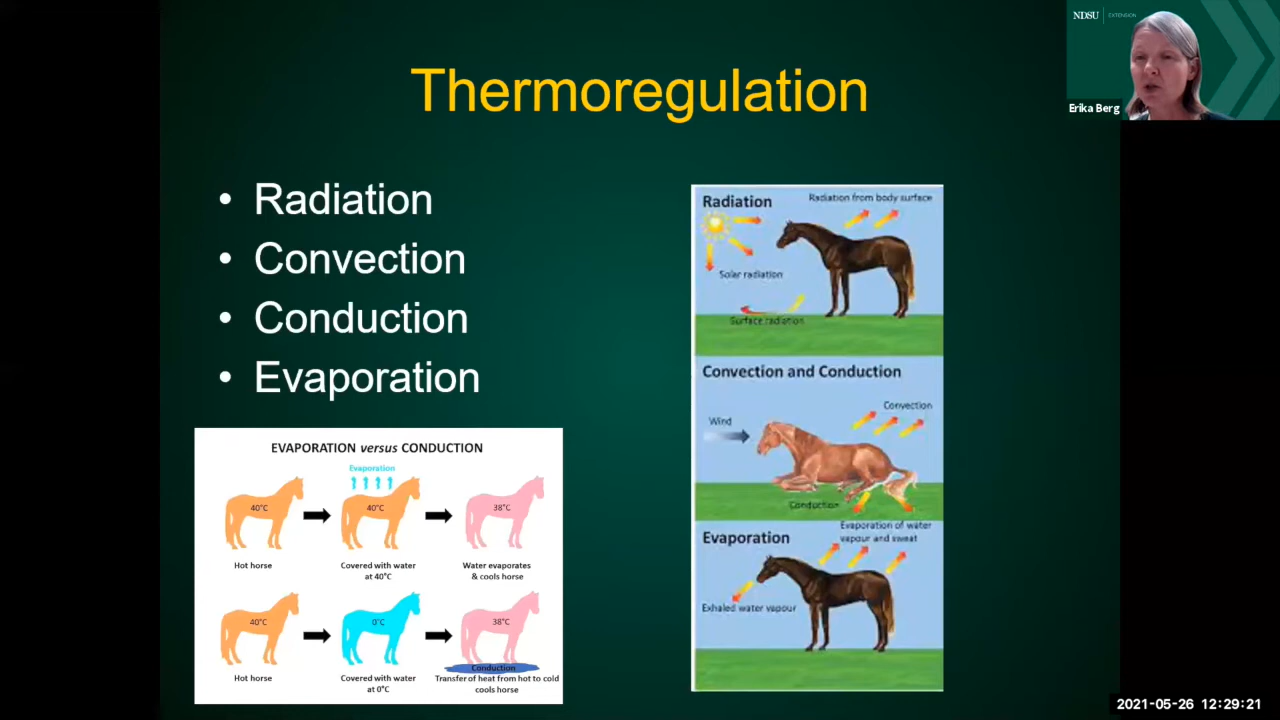 NDSU EXTENSION
Erika Berg
Thermoregulation
• Radiation
• Convection
• Conduction
• Evaporation
EVAPORATION versus CONDUCTION
Evaporation
40°C
40°C
38°C
Hot horse
Covered with water
at 40°C
Water evaporates
& cools horse
40°C
0°C
38°C
Conduction
Hot horse
Covered with water
at 0°C
Transfer of heat from hot to cold
cools horse
Radiation
Radiation from body surface
Solar radiation
Surface radiation
Convection and Conduction
Convection
Wind
Conduction
Evaporation
Evaporation of water
vapour and sweat
Exhaled water vapour
2021-05-26 12:29:21